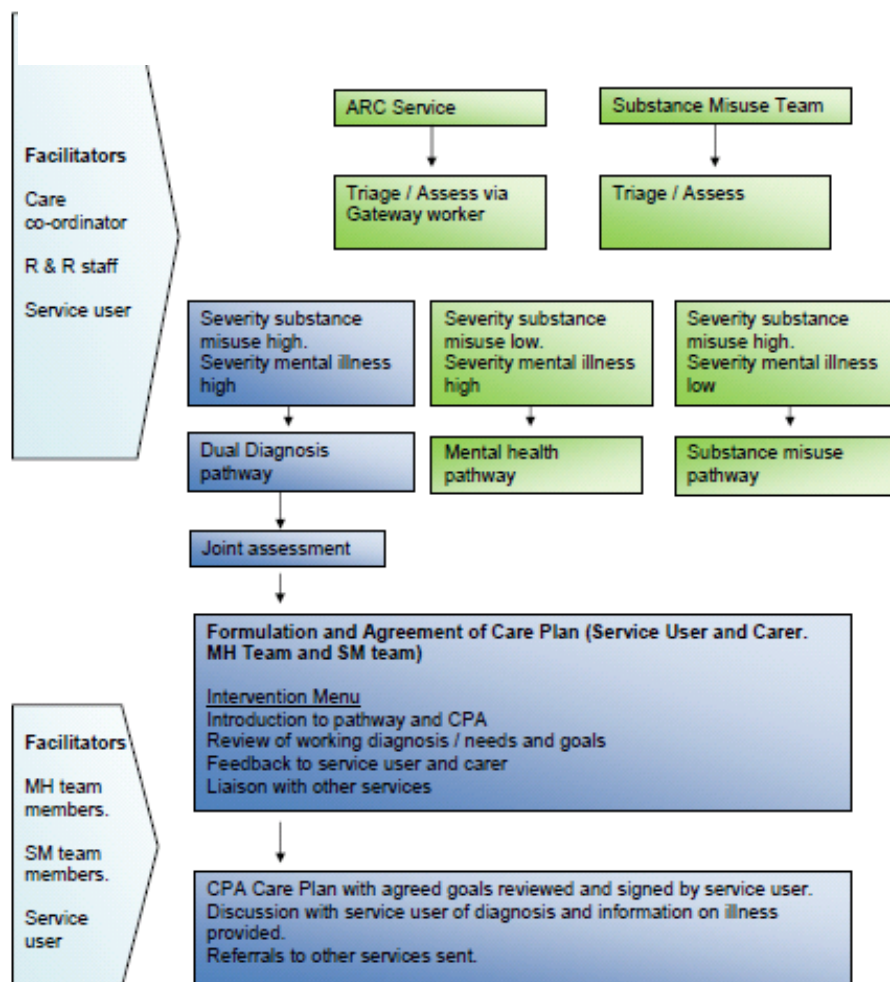 Facilitators
Care
co-ordinator
R & R staff
Service user
ARC Service
Substance Misuse Team
Triage / Assess via
Gateway worker
Triage / Assess
Severity substance
misuse high.
Severity mental illness
high
Severity substance
misuse low.
Severity mental illness
high
Severity substance
misuse high.
Severity mental illness
low
Dual Diagnosis
pathway
Mental health
pathway
Substance misuse
pathway
Joint assessment
Formulation and Agreement of Care Plan (Service User and Carer.
MH Team and SM team)
Intervention Menu
Introduction to pathway and CPA
Review of working diagnosis / needs and goals
Feedback to service user and carer
Liaison with other services
Facilitators
MH team
members.
SM team
members.
Service
user
CPA Care Plan with agreed goals reviewed and signed by service user.
Discussion with service user of diagnosis and information on illness
provided.
Referrals to other services sent.